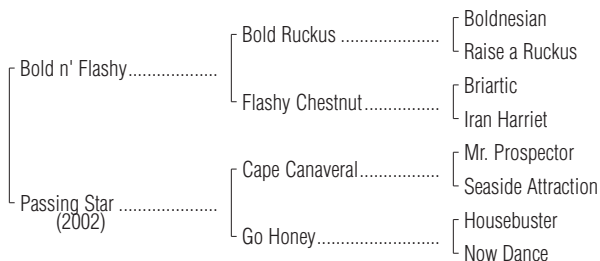 Boldnesian
Bold Ruckus ...................
Raise a Ruckus
Bold n' Flashy..................
Briartic
Flashy Chestnut...............
Iran Harriet
Mr. Prospector
Cape Canaveral................
Seaside Attraction
Passing Star ....................
(2002)
Housebuster
Go Honey.........................
Now Dance